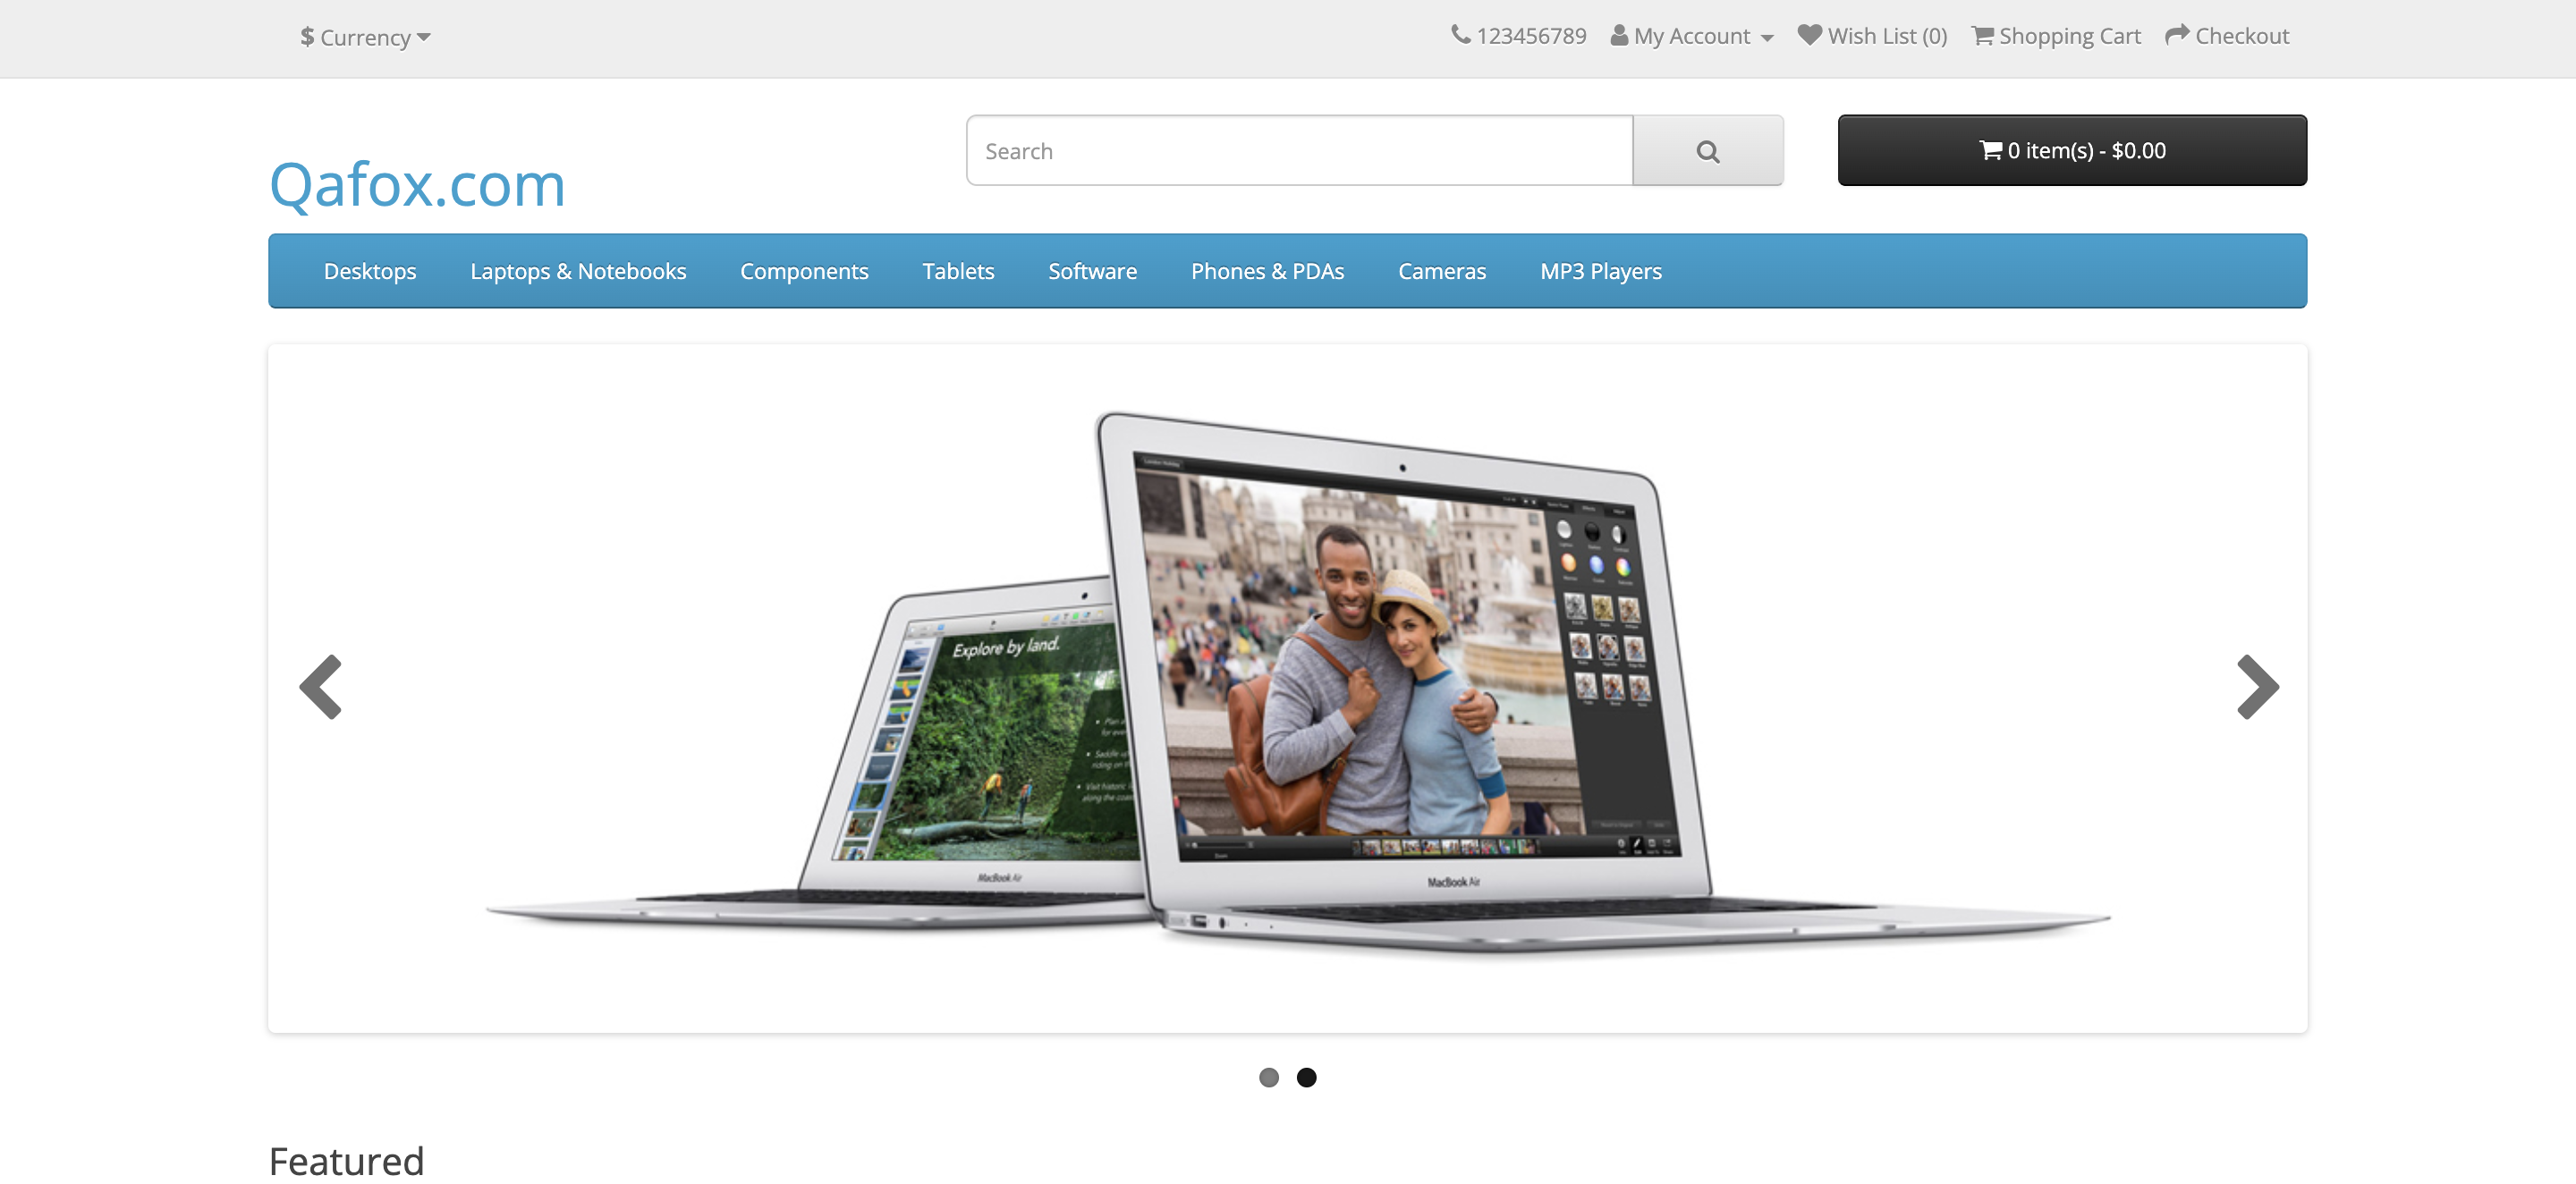 $ Currency
123456789 My Account Wish List (0) Shopping Cart Checkout
Qafox.com
Search
0 item(s) - $0.00
Desktops Laptops & Notebooks Components Tablets Software Phones & PDAs Cameras MP3 Players
Explore by land.
MacBook Air
MacBook Air
Featured